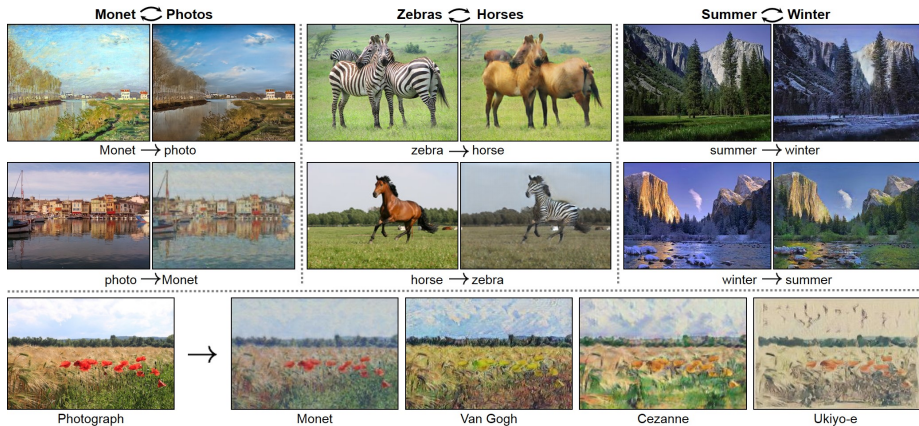 Monet Photos
Zebras Horses
Summer Winter
Monet → photo
zebra → horse
summer → winter
photo → Monet
horse → zebra
winter → summer
Photograph
Monet
Van Gogh
Cezanne
Ukiyo-e